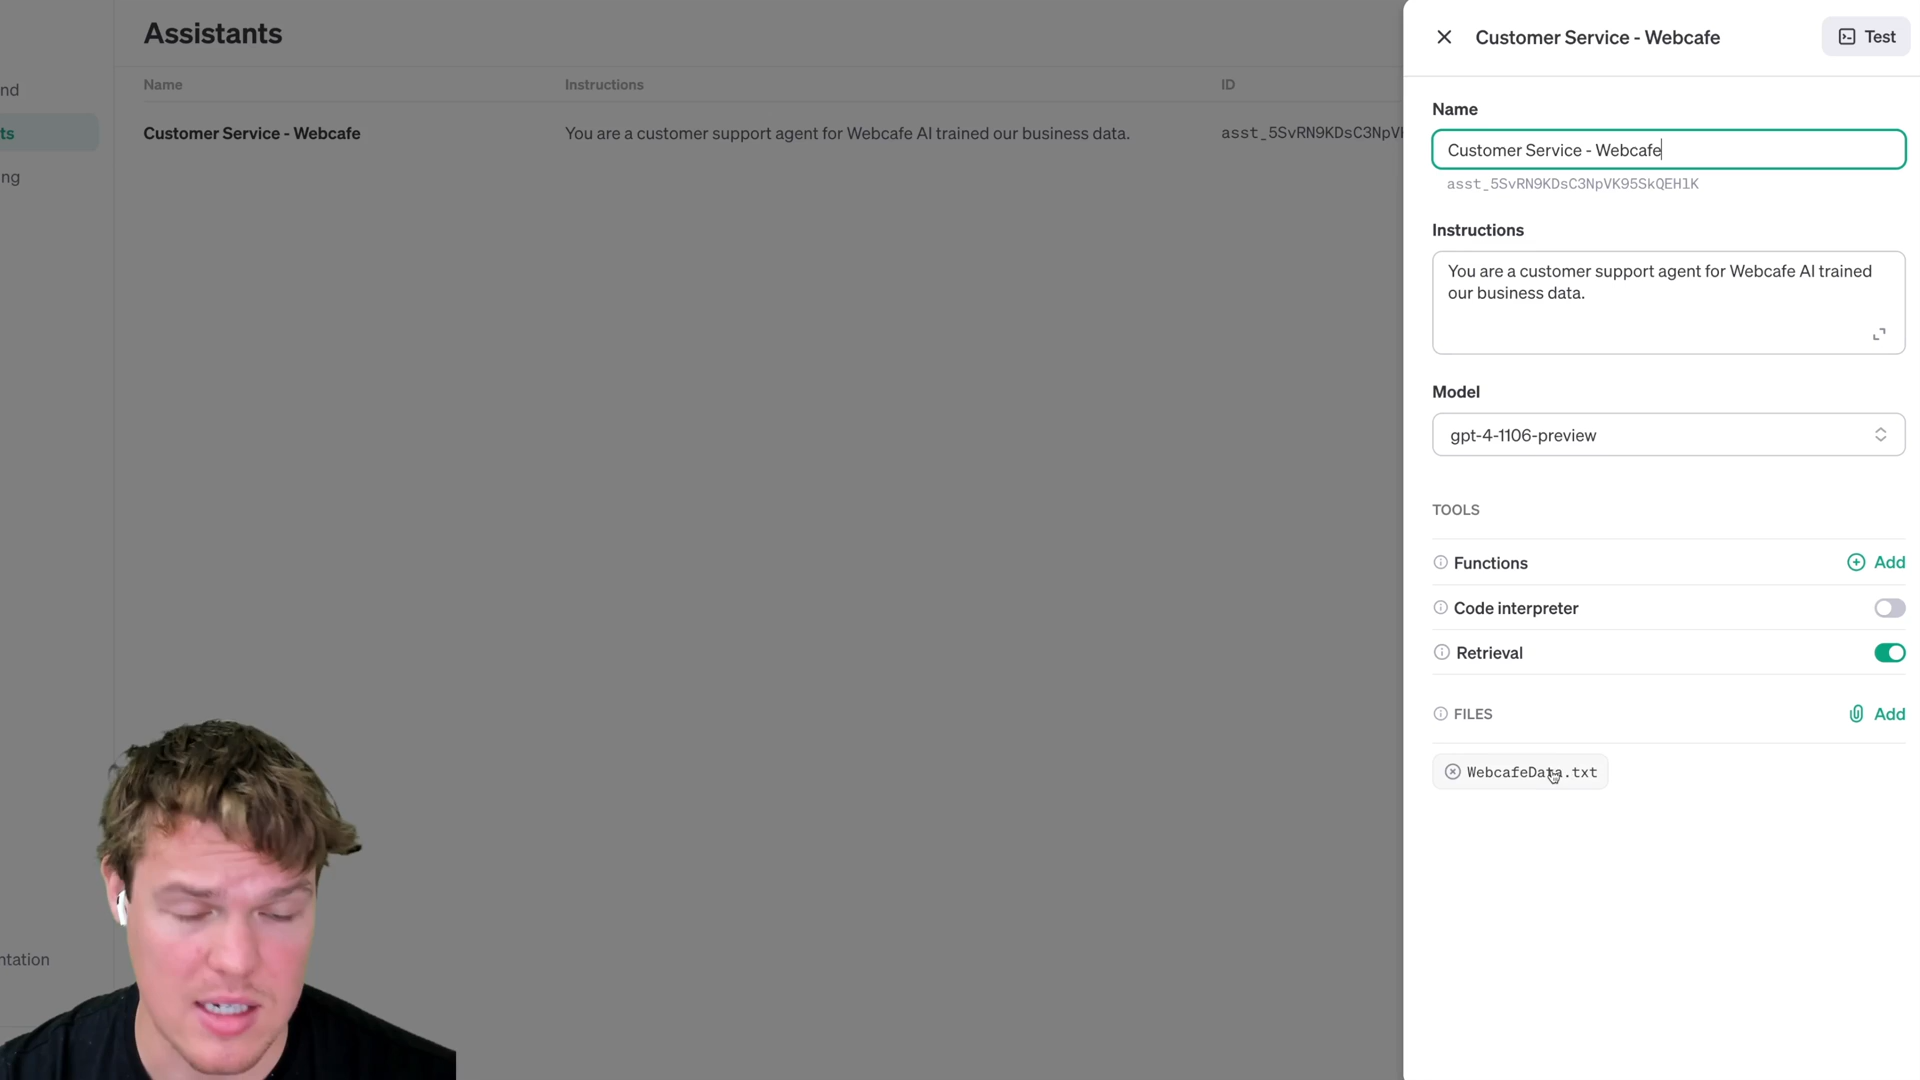 Assistants
Name
Instructions
ID
Customer Service - Webcafe
You are a customer support agent for Webcafe AI trained our business data.
asst_5SvRN9KDsC3NpV
nd
ts
ng
ntation
Customer Service - Webcafe
Test
Name
Customer Service - Webcafe
asst_5SvRN9KDsC3NpVK95SkQEHlK
Instructions
You are a customer support agent for Webcafe AI trained
our business data.
Model
gpt-4-1106-preview
TOOLS
Functions
Add
Code interpreter
Retrieval
FILES
Add
WebcafeData.txt